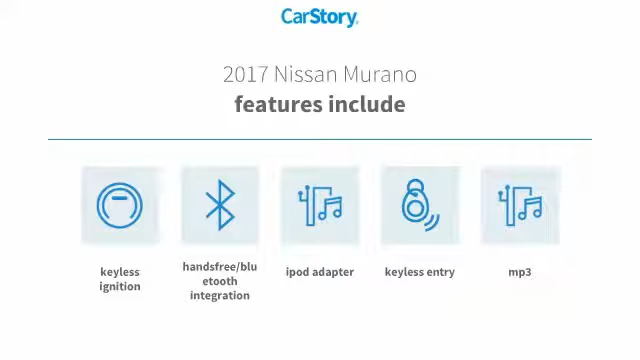 CarStory
2017 Nissan Murano
features include
keyless
ignition
handsfree/blu
etooth
integration
ipod adapter
keyless entry
mp3